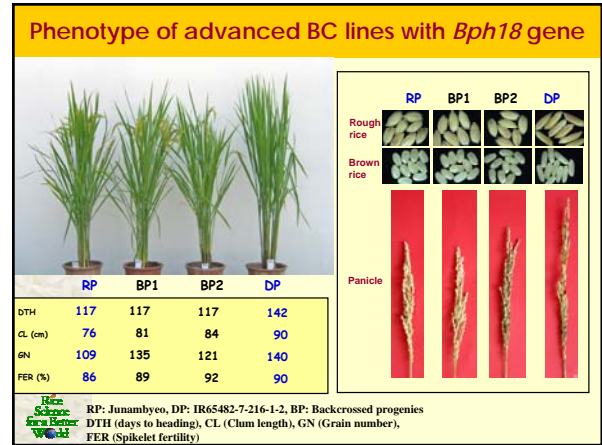 Phenotype of advanced BC lines with Bph18 gene
RP BP1 BP2 DP
DTH 117 117 117 142
CL (cm) 76 81 84 90
GN 109 135 121 140
FER (%) 86 89 92 90
RP BP1 BP2 DP
Rough
rice
Brown
rice
Panicle
Rice
Science
for a Better
World
RP: Junambyeo, DP: IR65482-7-216-1-2, BP: Backcrossed progenies
DTH (days to heading), CL (Clum length), GN (Grain number),
FER (Spikelet fertility)